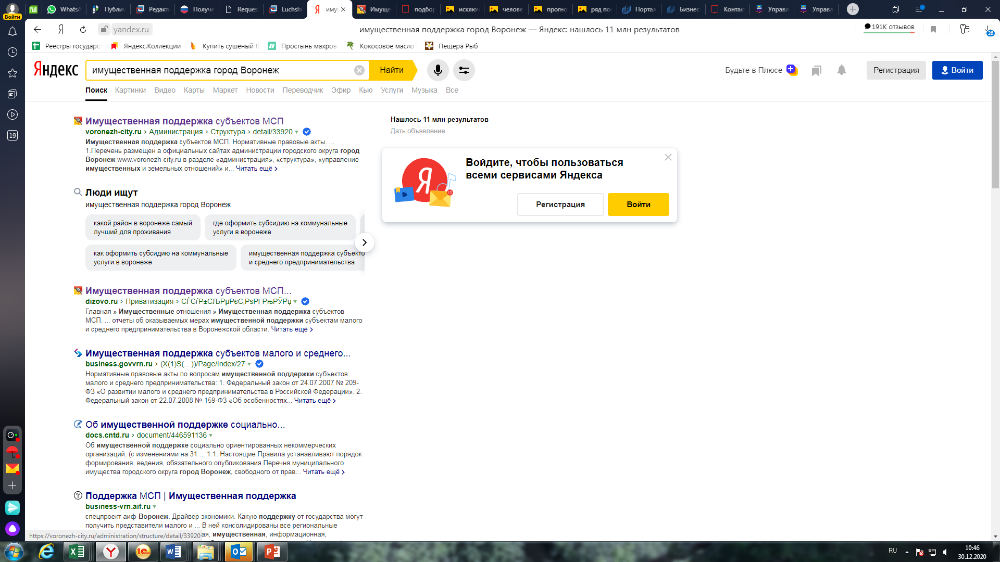 Войти
WhatsA
Публич
Редакти
Получе
Reques
Luchshi
имущ
Имуще
подбор
исключ
челове
прогно
ряд пос
Портал
Бизнес
Контак
Управл
Управл
Я
yandex.ru
имущественная поддержка город Воронеж — Яндекс: нашлось 11 млн результатов
191K отзывов
26
Реестры государст
Яндекс.Коллекции
Купить сушеный б
Простынь махров
Кокосовое масло
Пещера Рыб
Яндекс
имущественная поддержка город Воронеж
Найти
Будьте в Плюсе
Регистрация
Войти
Поиск Картинки Видео Карты Маркет Новости Переводчик Эфир Кью Услуги Музыка Все
19
Имущественная поддержка субъектов МСП
voronezh-city.ru › Администрация › Структура › detail/33920
Имущественная поддержка субъектов МСП. Нормативные правовые акты. ...
1.Перечень размещен а официальных сайтах администрации городского округа город
Воронеж www.voronezh-city.ru в разделе «администрация», «структура», «управление
имущественных и земельных отношений» и... Читать ещё ›
Люди ищут
имущественная поддержка город Воронеж
какой район в воронеже самый
лучший для проживания
где оформить субсидию на коммунальные
услуги в воронеже
как оформить субсидию на коммунальные
услуги в воронеже
имущественная поддержка субъекто
и среднего предпринимательства
Имущественная поддержка субъектов МСП...
dizovo.ru › Приватизация › СЃСѓР±СЉРµРєС‚РѕРІ РњРЎРџ
Главная » Имущественные отношения » Имущественная поддержка субъектов
МСП. ... отчеты об оказываемых мерах имущественной поддержки субъектам малого
и среднего предпринимательства в Воронежской области. Читать ещё ›
Имущественная поддержка субъектов малого и среднего...
business.govvrn.ru › (X(1)S(...))/Page/Index/27
Нормативные правовые акты по вопросам имущественной поддержки субъектов
малого и среднего предпринимательства: 1. Федеральный закон от 24.07.2007 № 209-
ФЗ «О развитии малого и среднего предпринимательства в Российской Федерации». 2.
Федеральный закон от 22.07.2008 № 159-ФЗ «Об особенностях... Читать ещё ›
Об имущественной поддержке социально...
docs.cntd.ru › document/446591136
Об имущественной поддержке социально ориентированных некоммерческих
организаций. (с изменениями на 31 ... 1.1. Настоящие Правила устанавливают порядок
формирования, ведения, обязательного опубликования Перечня муниципального
имущества городского округа город Воронеж, свободного от прав... Читать ещё ›
Поддержка МСП | Имущественная поддержка
business-vrn.aif.ru
спецпроект аиф-Воронеж. Драйвер экономики. Какую поддержку от государства могут
получить представители малого и ... В ней консолидированы все региональные
ая, имущественная, информационная,
https://voronezh-city.ru/administration/structure/detail/33920
Нашлось 11 млн результатов
Дать объявление
Войдите, чтобы пользоваться
всеми сервисами Яндекса
Регистрация
Войти
RU
10:46
30.12.2020